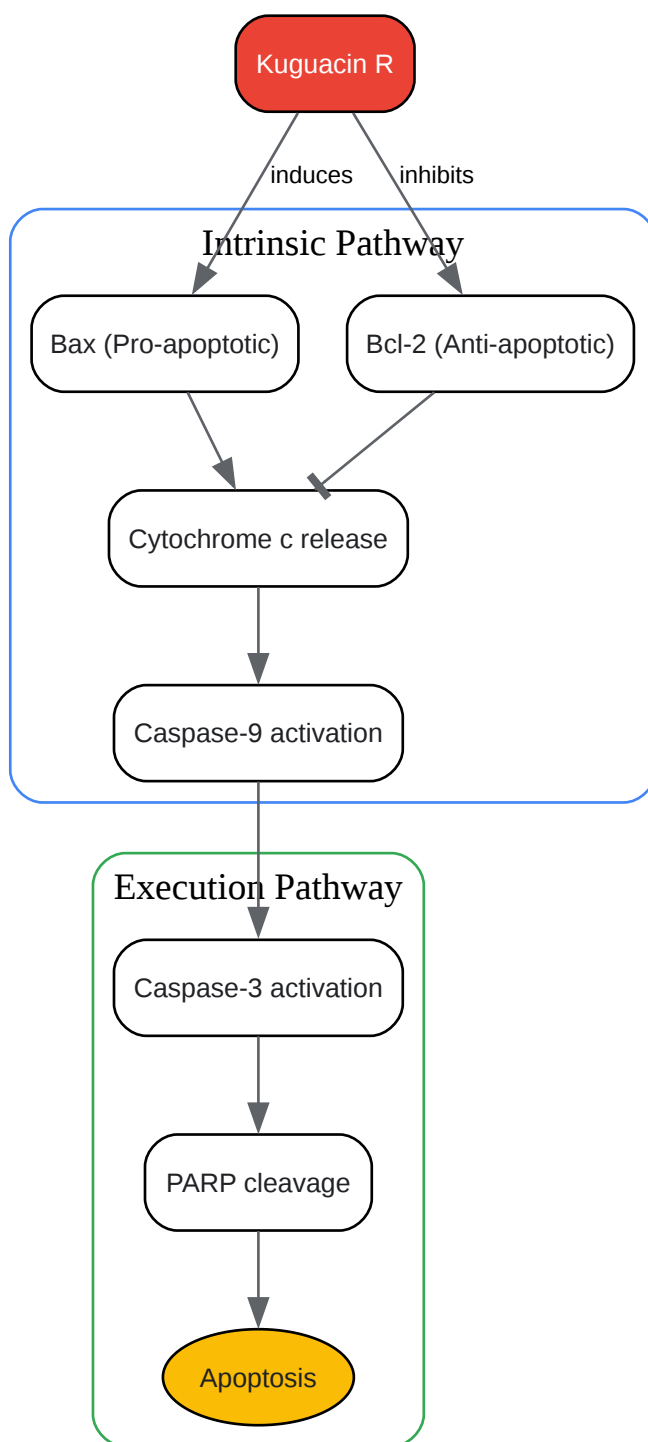 Kuguacin R
induces
inhibits
Intrinsic Pathway
Bax (Pro-apoptotic)
Bcl-2 (Anti-apoptotic)
Cytochrome c release
Caspase-9 activation
Execution Pathway
Caspase-3 activation
PARP cleavage
Apoptosis